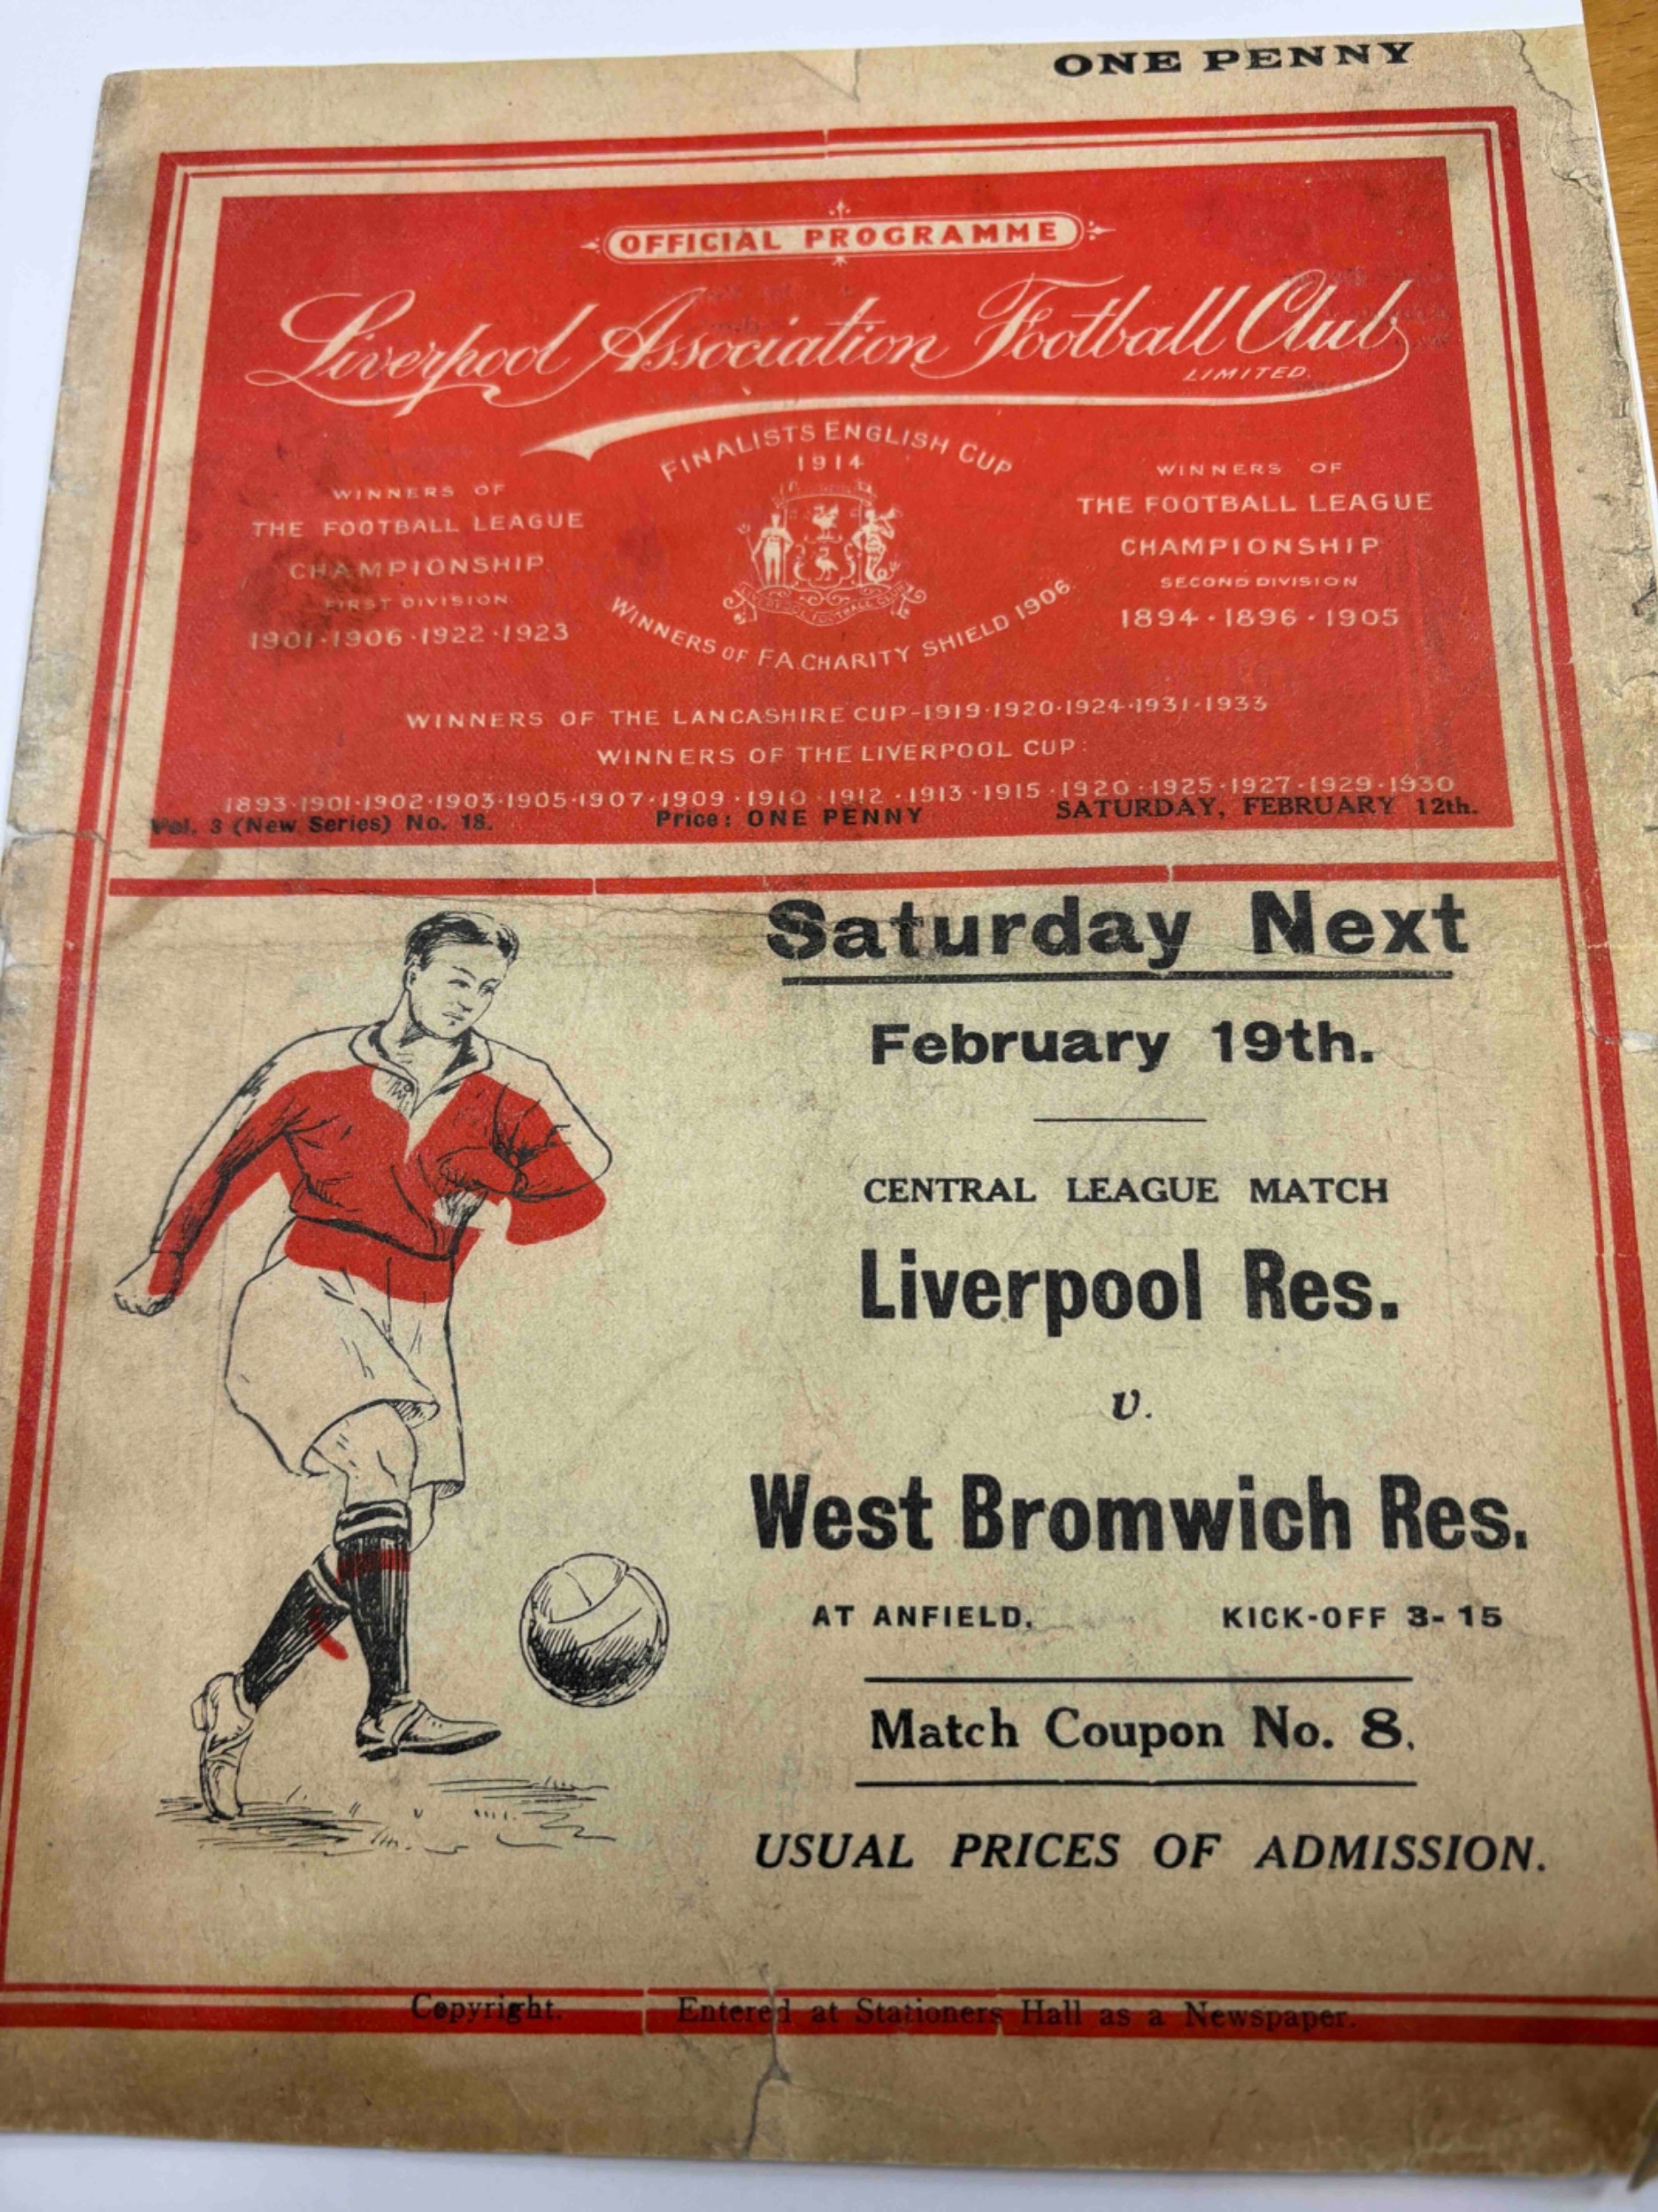 ONE PENNY
OFFICIAL PROGRAMME
Liverpool Association Football Club
LIMITED.
FINALISTS ENGLISH CUP
1914
WINNERS OF
THE FOOTBALL LEAGUE
CHAMPIONSHIP
FIRST DIVISION
1901·1906·1922·1923
WINNERS OF
THE FOOTBALL LEAGUE
CHAMPIONSHIP
SECOND DIVISION
1894·1896·1905
WINNERS OF F.A. CHARITY SHIELD 1906
WINNERS OF THE LANCASHIRE CUP-1919·1920·1924·1931·1933
WINNERS OF THE LIVERPOOL CUP:
1893·1901·1902·1903·1905·1907·1909·1910·1912·1913·1915·1920·1925·1927·1929·1930
Vol. 3 (New Series) No. 18. Price: ONE PENNY SATURDAY, FEBRUARY 12th.
Saturday Next
February 19th.
CENTRAL LEAGUE MATCH
Liverpool Res.
v.
West Bromwich Res.
AT ANFIELD. KICK-OFF 3-15
Match Coupon No. 8.
USUAL PRICES OF ADMISSION.
Copyright. Entered at Stationers Hall as a Newspaper.